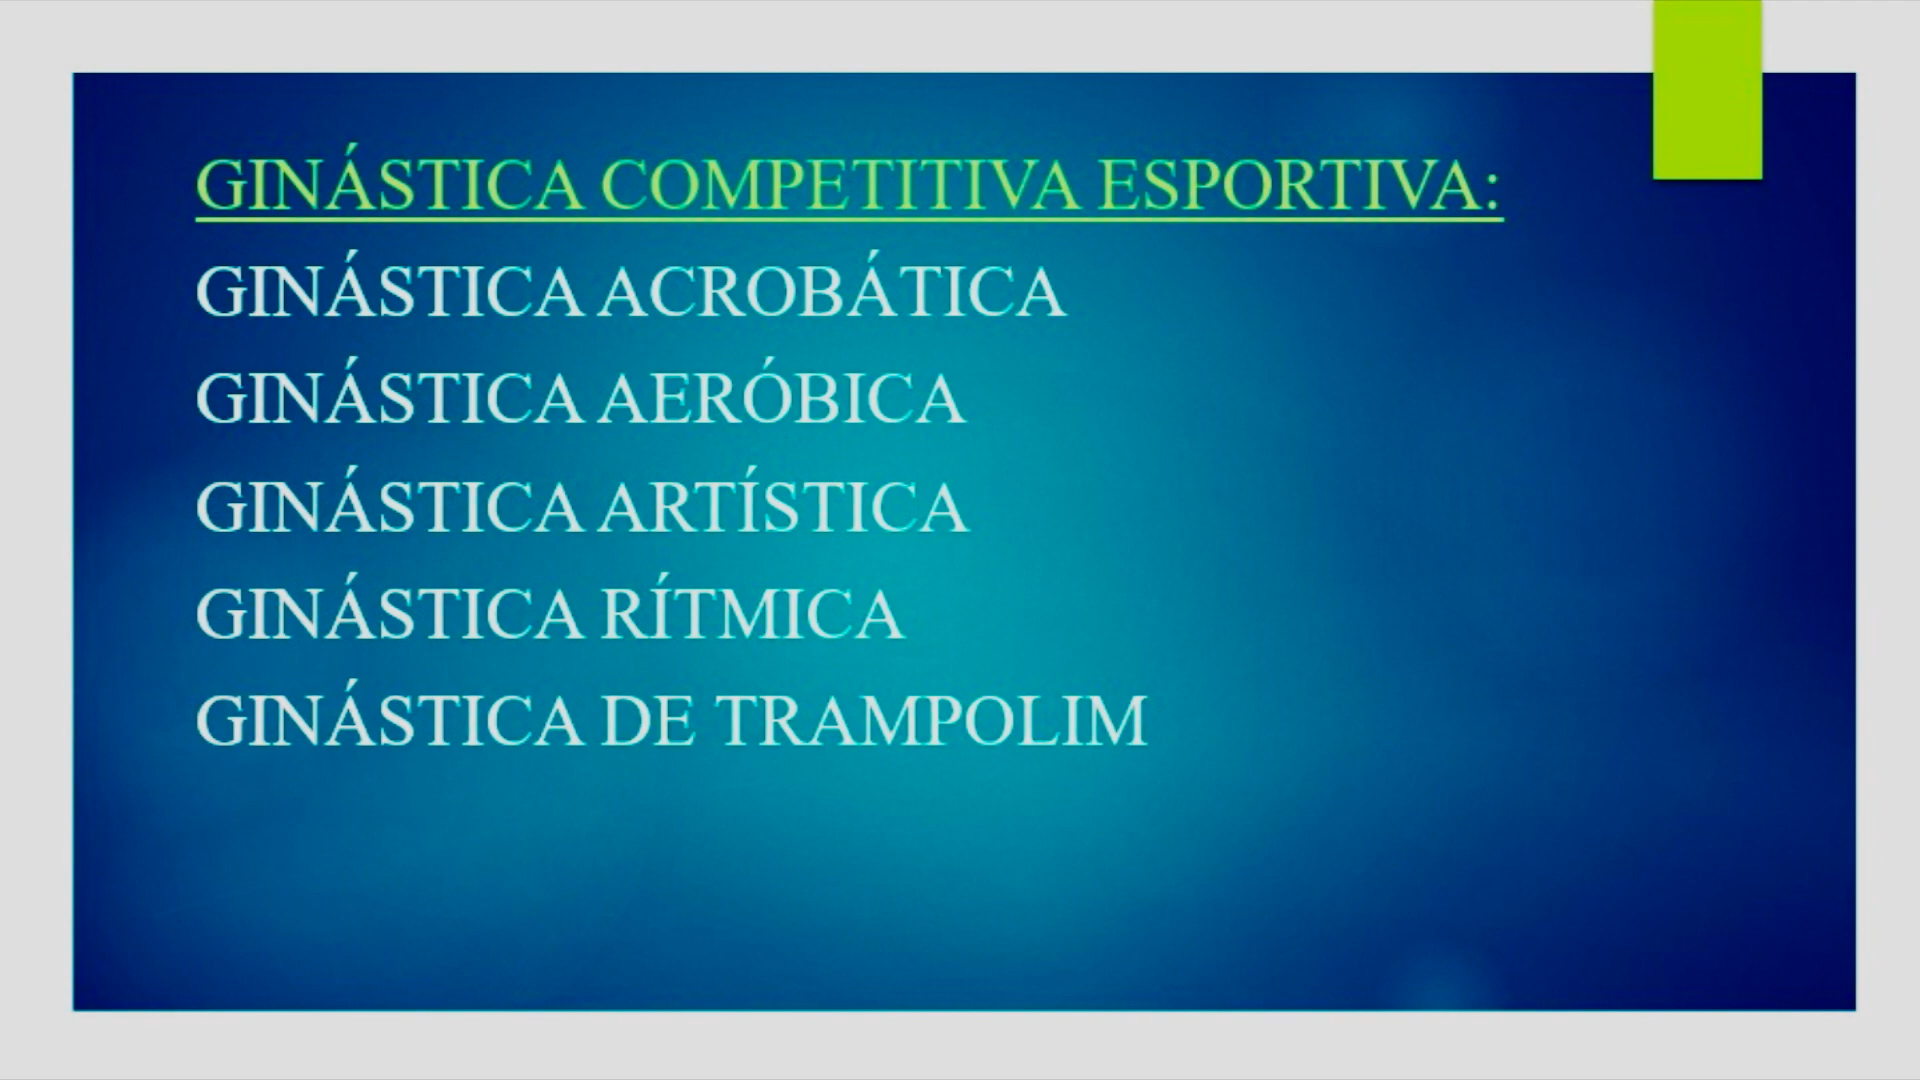 GINÁSTICA COMPETITIVA ESPORTIVA:
GINÁSTICA ACROBÁTICA
GINÁSTICA AERÓBICA
GINÁSTICA ARTÍSTICA
GINÁSTICA RÍTMICA
GINÁSTICA DE TRAMPOLIM